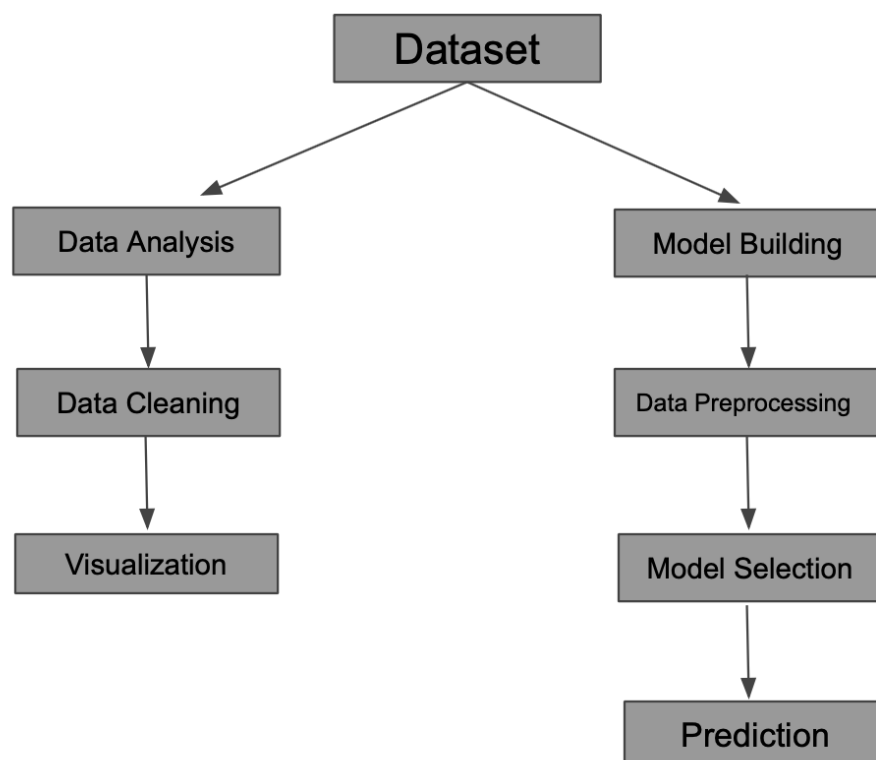 Dataset
Data Analysis
Model Building
Data Cleaning
Data Preprocessing
Visualization
Model Selection
Prediction